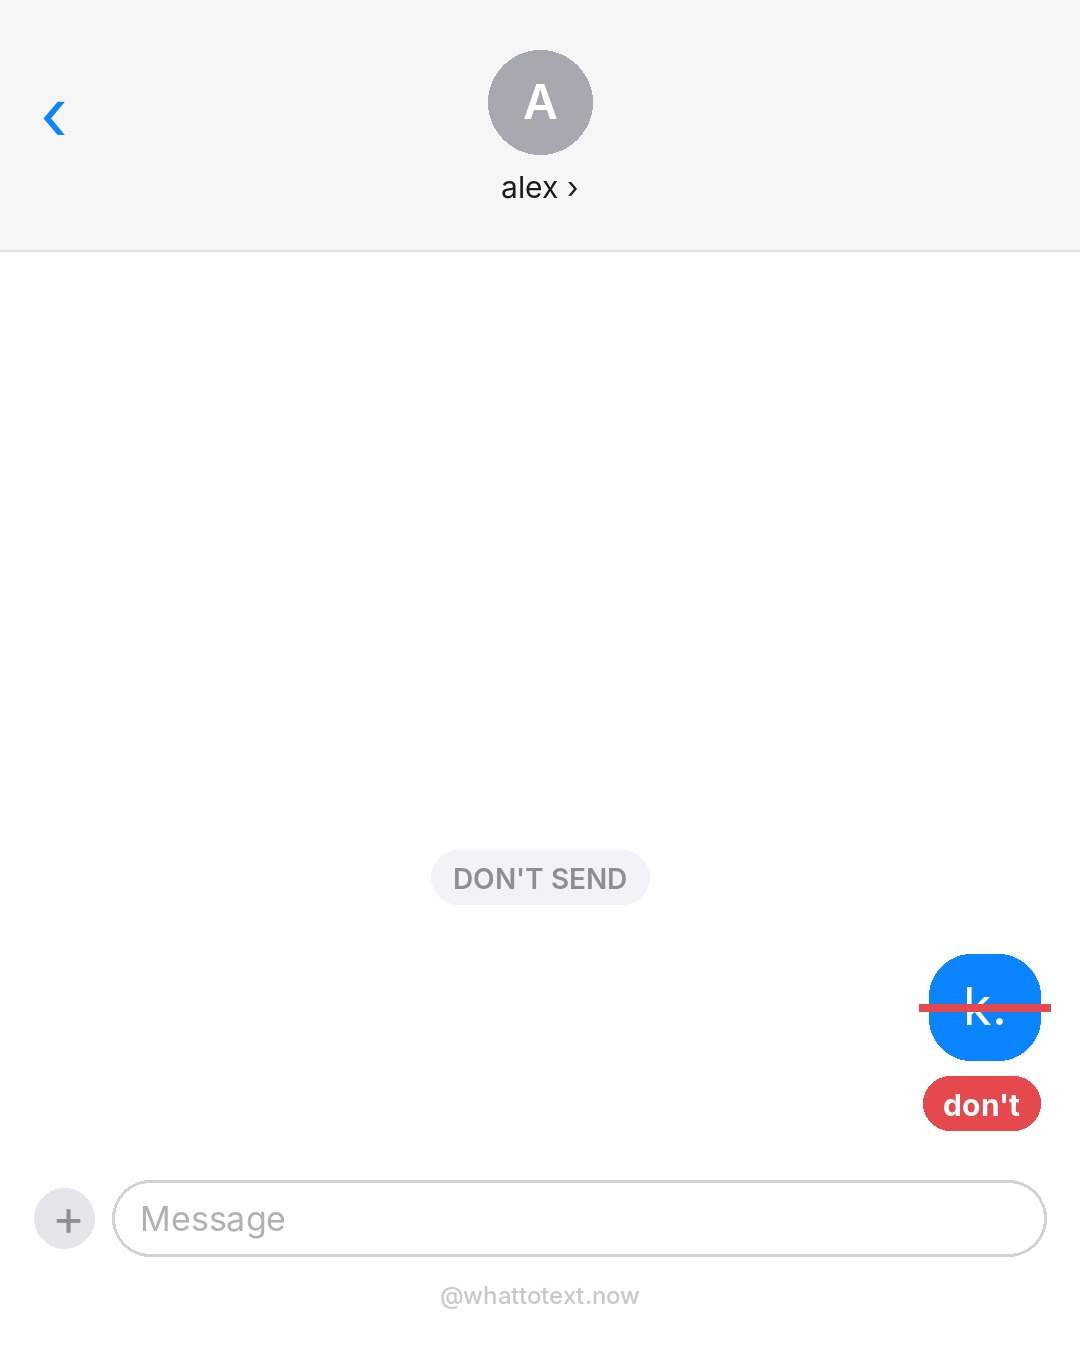 ‹
A
alex ›
DON'T SEND
k.
don't
+
Message
@whattotext.now